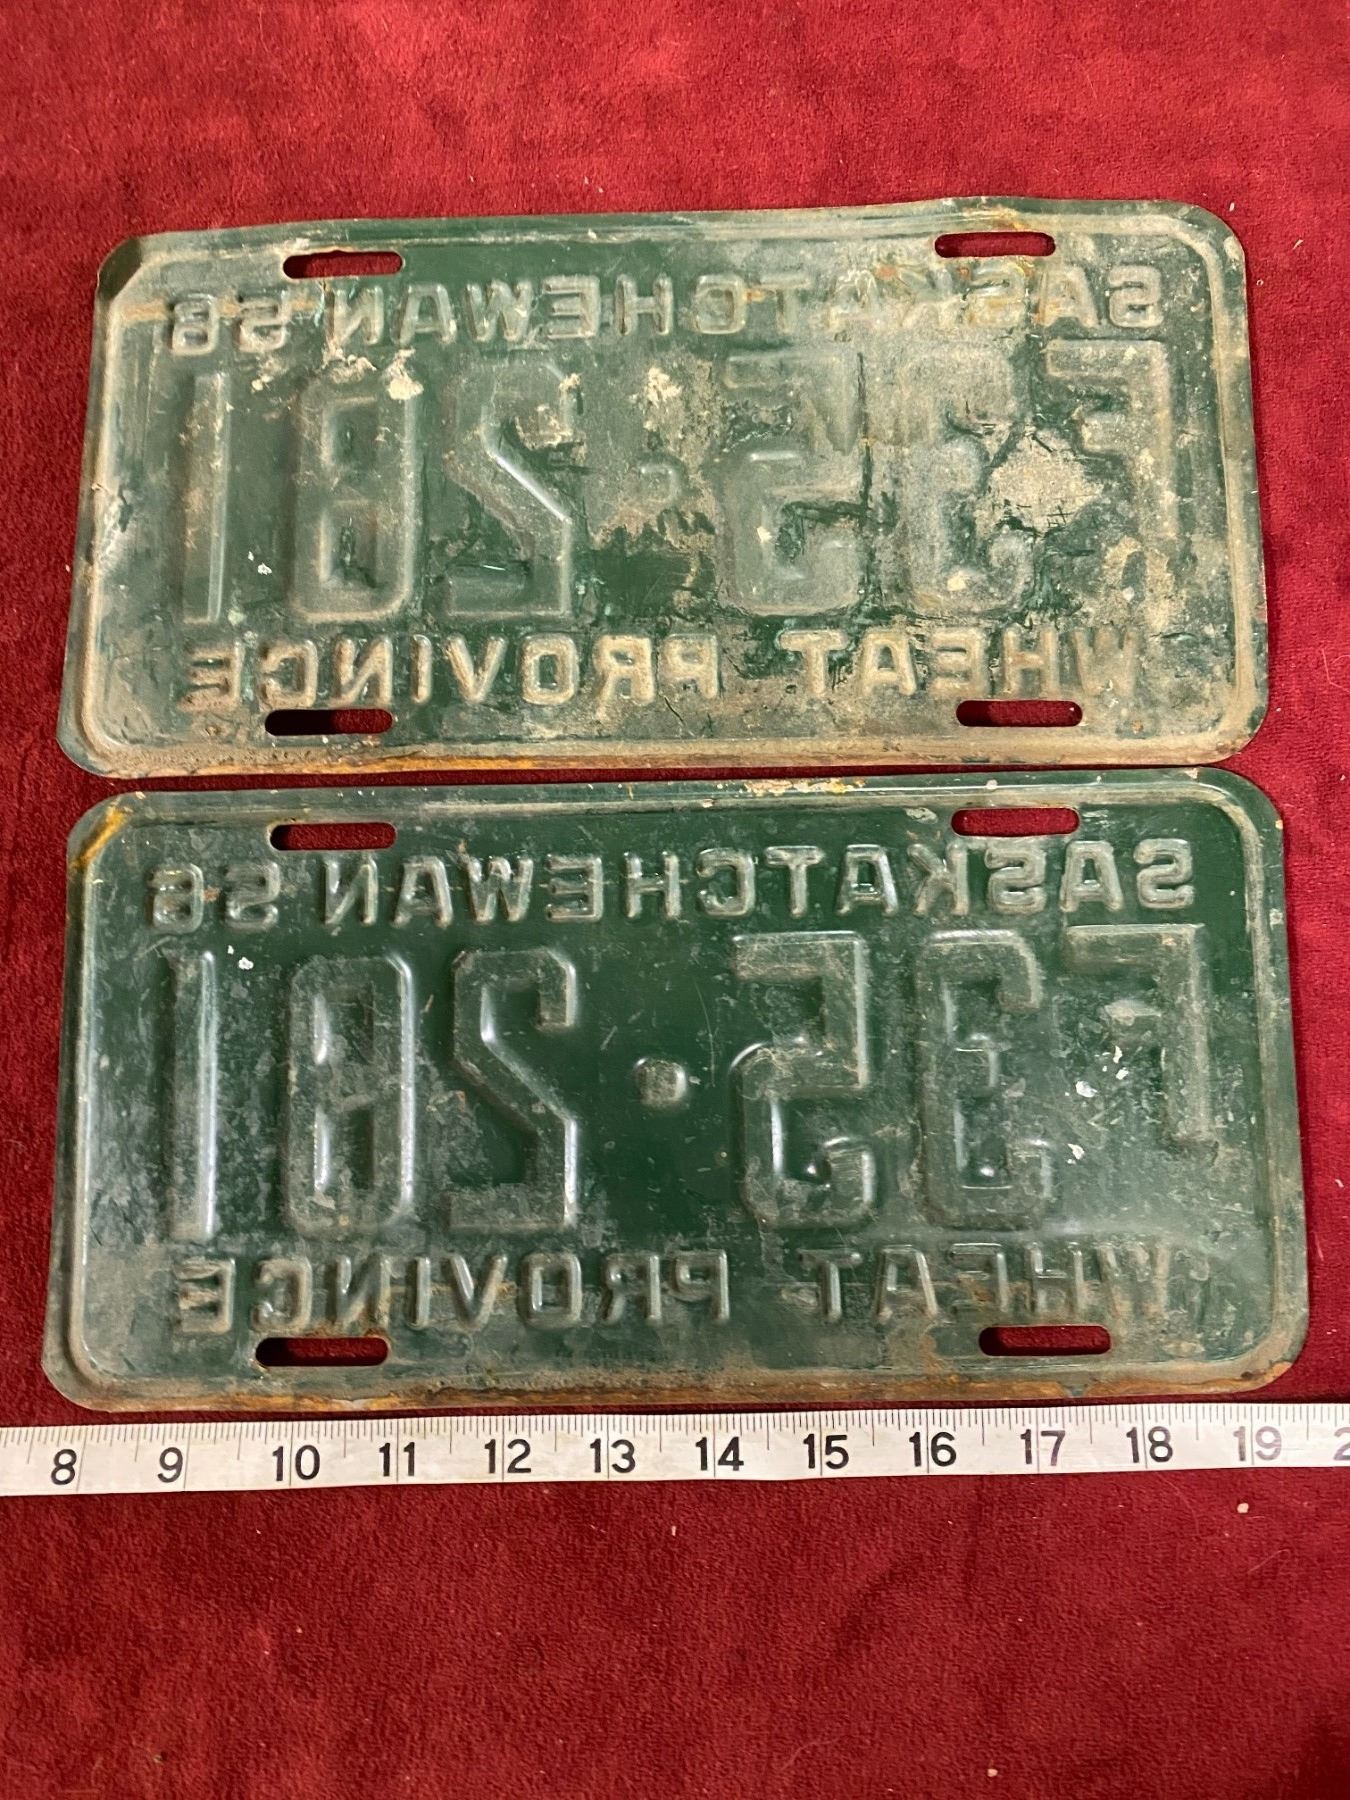 SASKATCHEWAN 58
F35·281
WHEAT PROVINCE
SASKATCHEWAN 56
F35·281
WHEAT PROVINCE
8 9 10 11 12 13 14 15 16 17 18 19